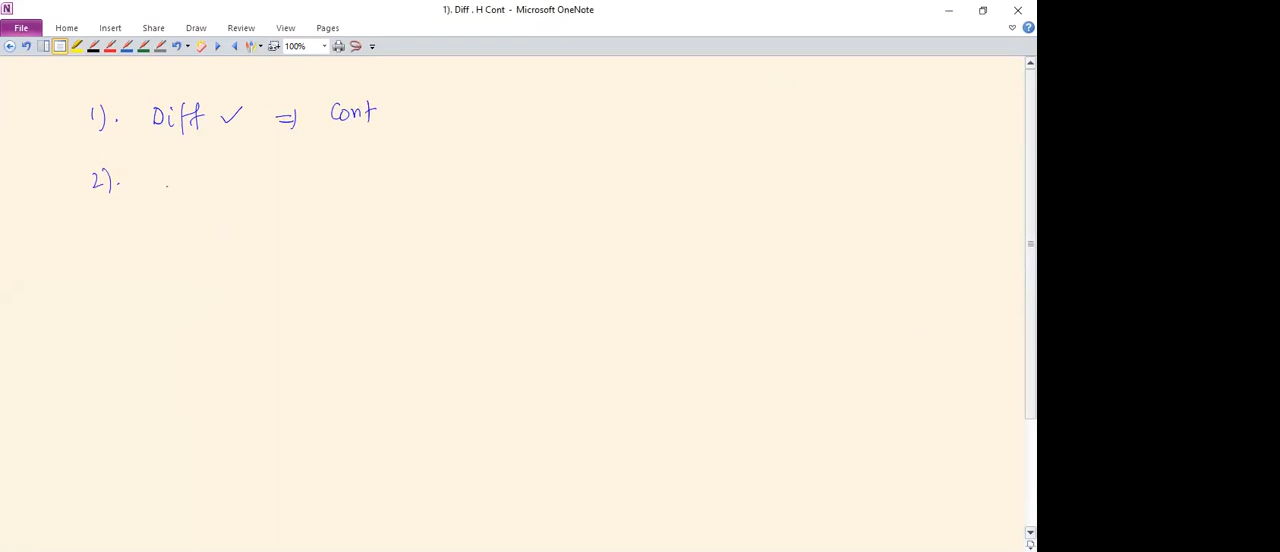 1). Diff . H Cont - Microsoft OneNote
File Home Insert Share Draw Review View Pages
100%
1). Diff ✓ ⇒ Cont
2). .